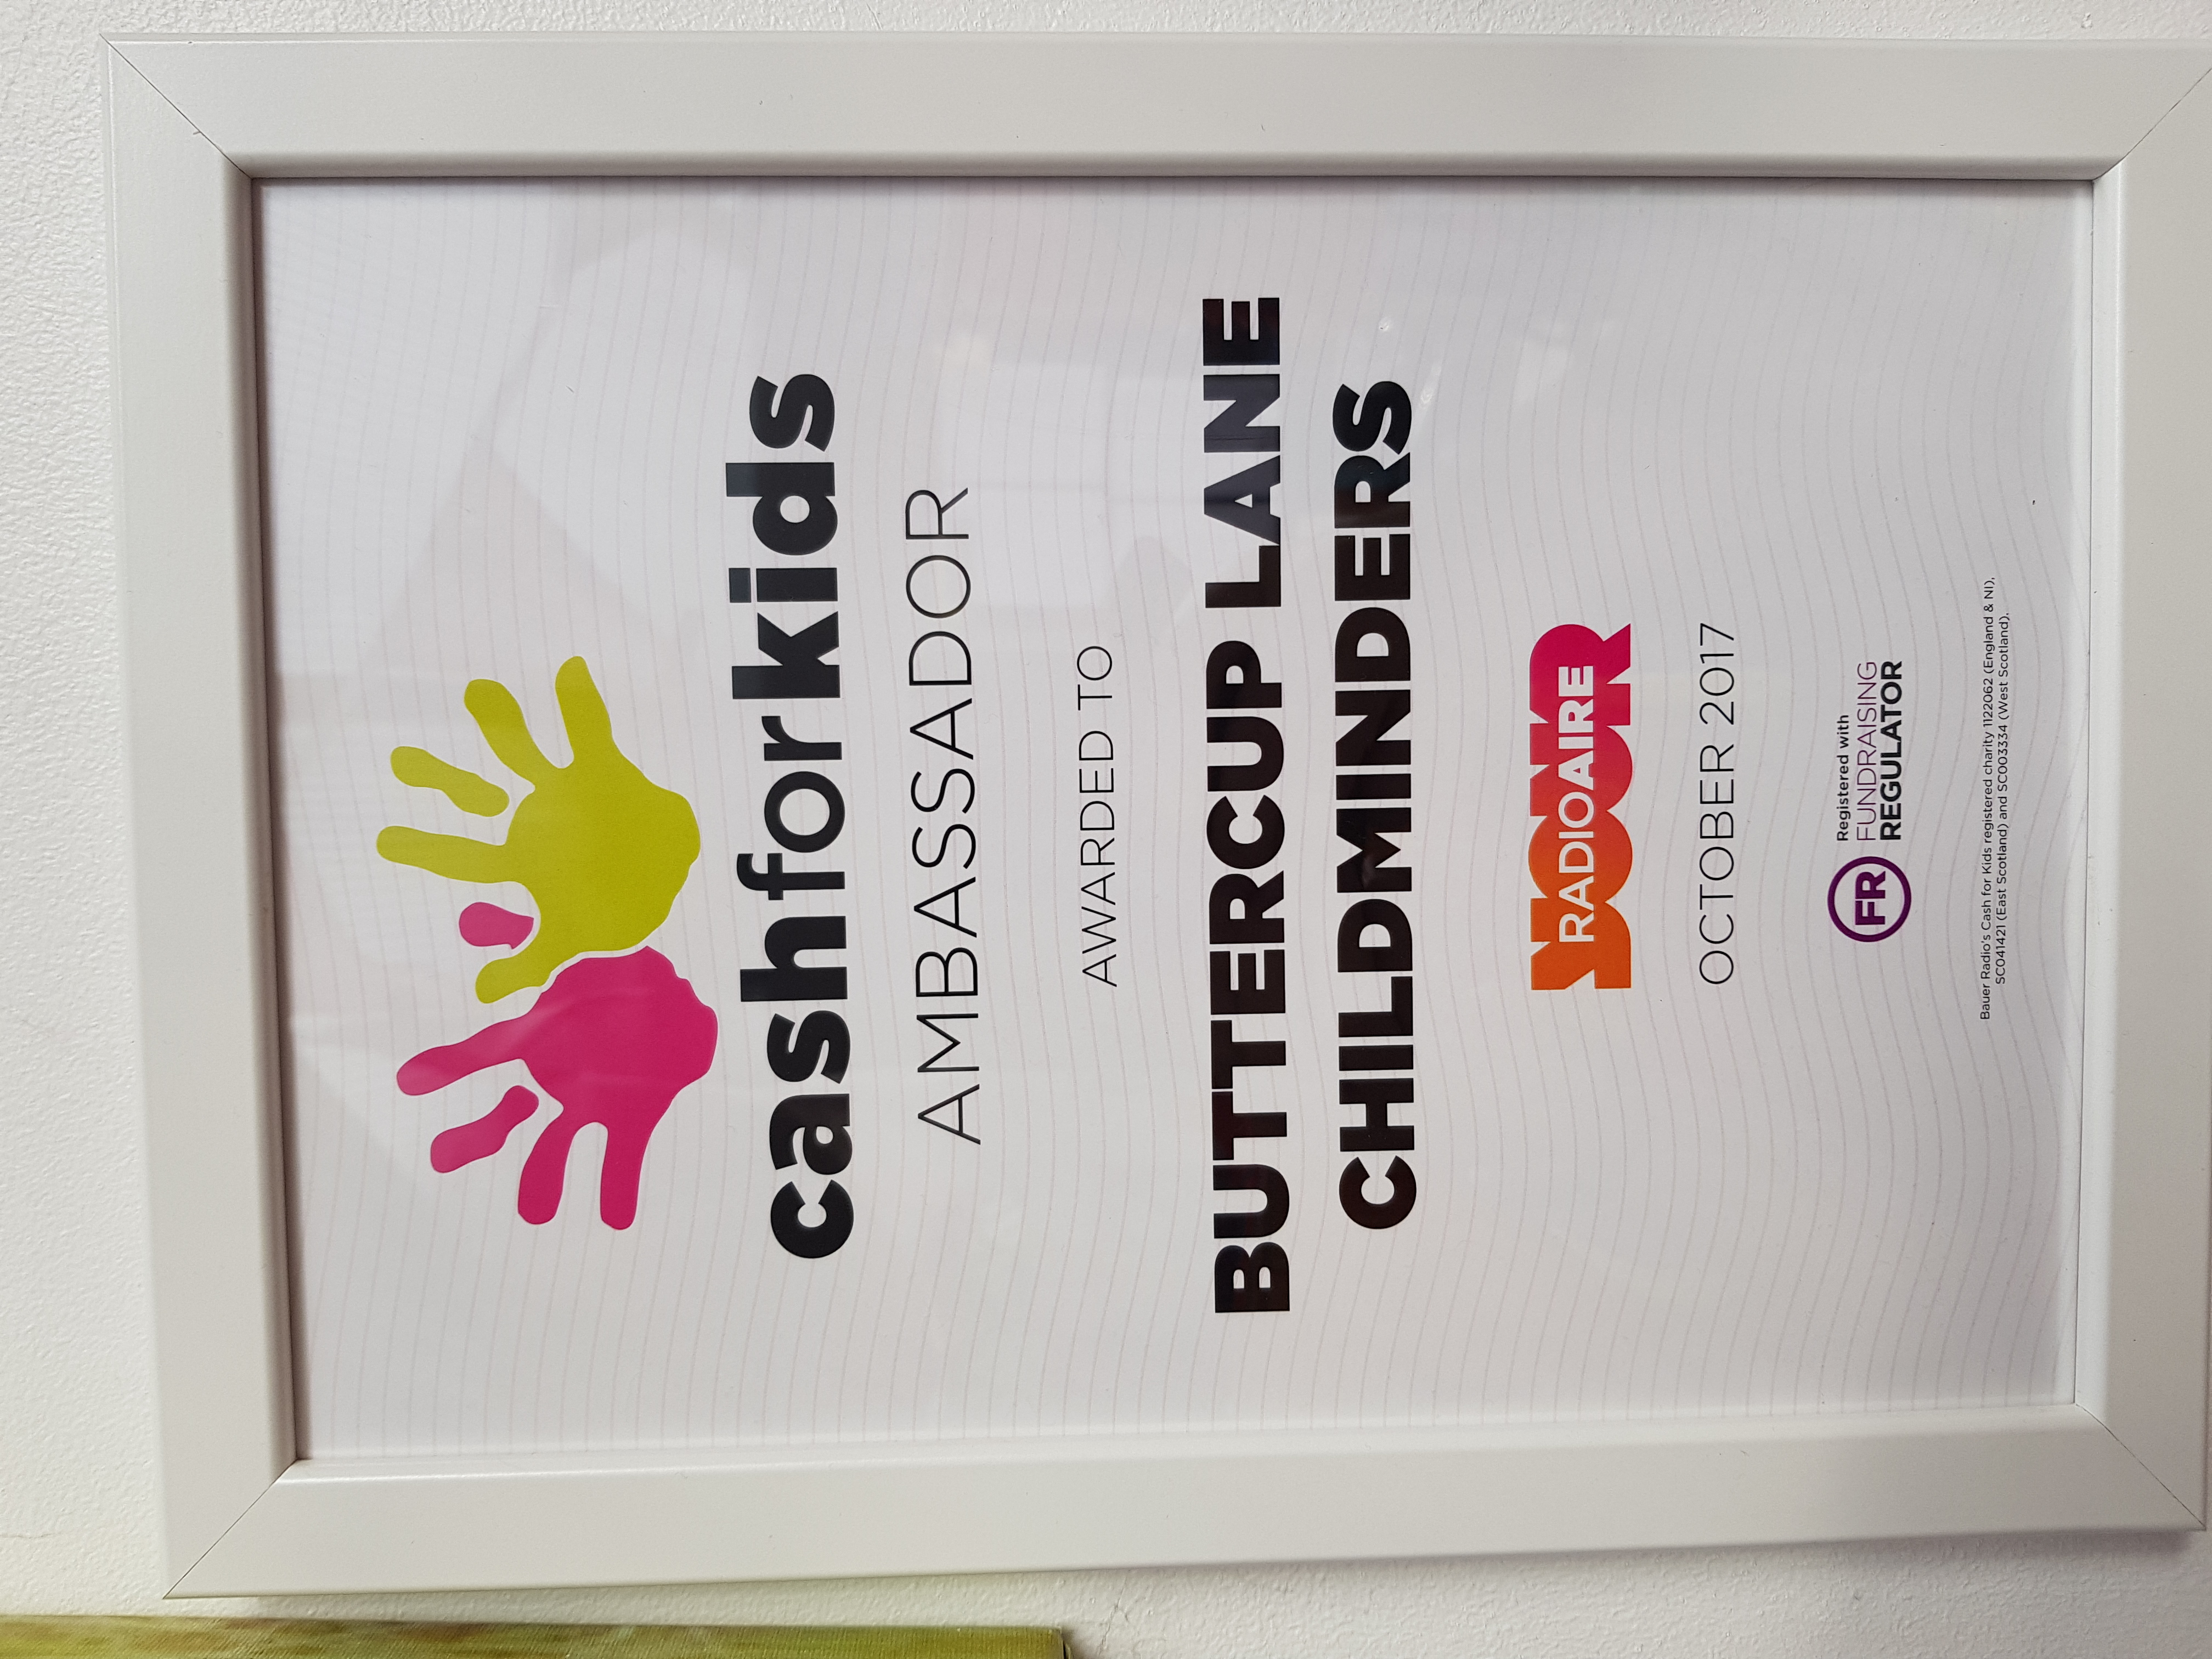 cashforkids
AMBASSADOR
AWARDED TO
BUTTERCUP LANE
CHILDMINDERS
YOUR
RADIO AIRE
OCTOBER 2017
FR
Registered with
FUNDRAISING
REGULATOR
Bauer Radio's Cash for Kids registered charity 1122062 (England & NI),
SC041421 (East Scotland) and SC003334 (West Scotland).